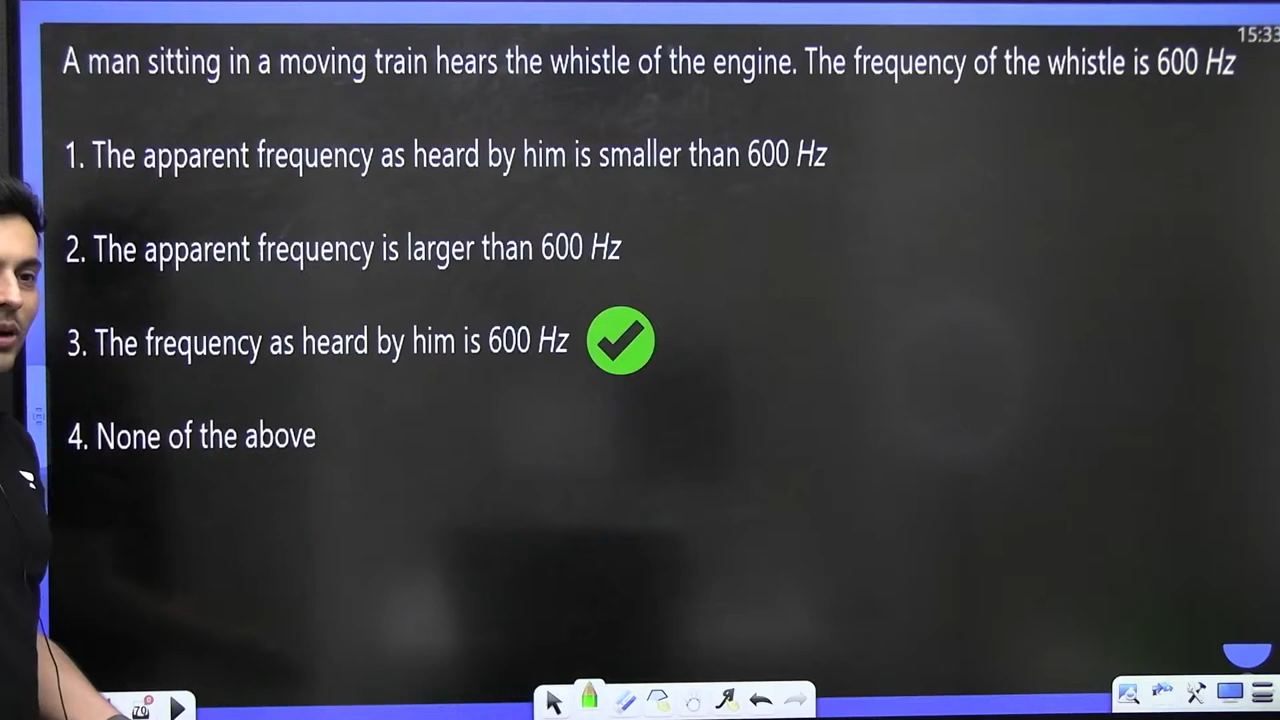 15:33
A man sitting in a moving train hears the whistle of the engine. The frequency of the whistle is 600 Hz
1. The apparent frequency as heard by him is smaller than 600 Hz
2. The apparent frequency is larger than 600 Hz
3. The frequency as heard by him is 600 Hz
4. None of the above
70